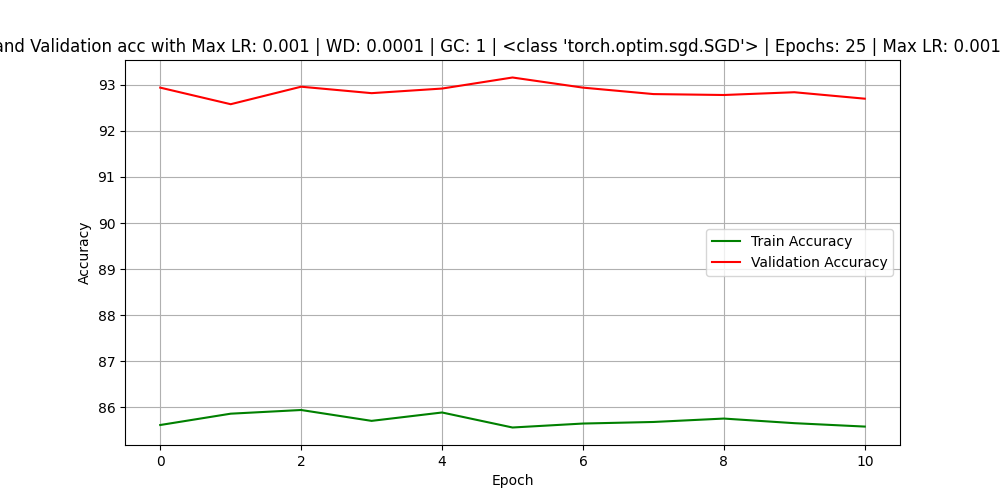 and Validation acc with Max LR: 0.001 | WD: 0.0001 | GC: 1 | <class 'torch.optim.sgd.SGD'> | Epochs: 25 | Max LR: 0.001
93
92
91
90
89
88
87
86
Accuracy
Train Accuracy
Validation Accuracy
0 2 4 6 8 10
Epoch